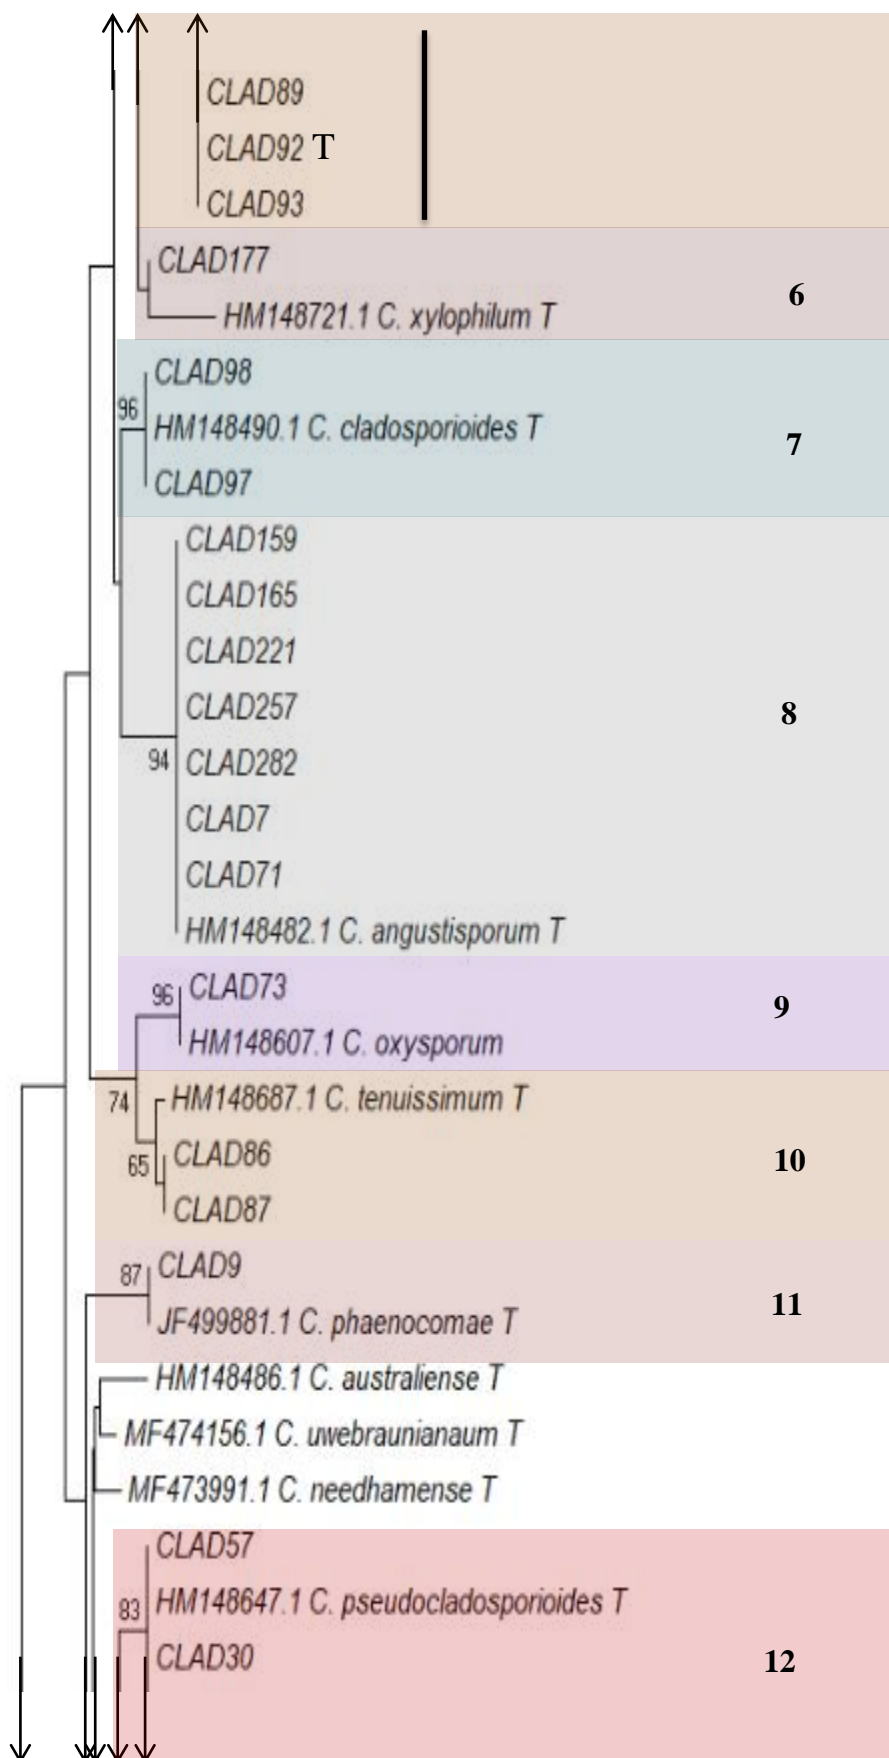 CLAD89
CLAD92 T
CLAD93
CLAD177
6
HM148721.1 C. xylophilum T
CLAD98
96
HM148490.1 C. cladosporioides T
7
CLAD97
CLAD159
CLAD165
CLAD221
CLAD257
8
94
CLAD282
CLAD7
CLAD71
HM148482.1 C. angustisporum T
96
CLAD73
9
HM148607.1 C. oxysporum
74
HM148687.1 C. tenuissimum T
65
CLAD86
10
CLAD87
87
CLAD9
11
JF499881.1 C. phaenocomae T
HM148486.1 C. australiense T
MF474156.1 C. uwebraunianaum T
MF473991.1 C. needhamense T
CLAD57
83
HM148647.1 C. pseudocladosporioides T
CLAD30
12